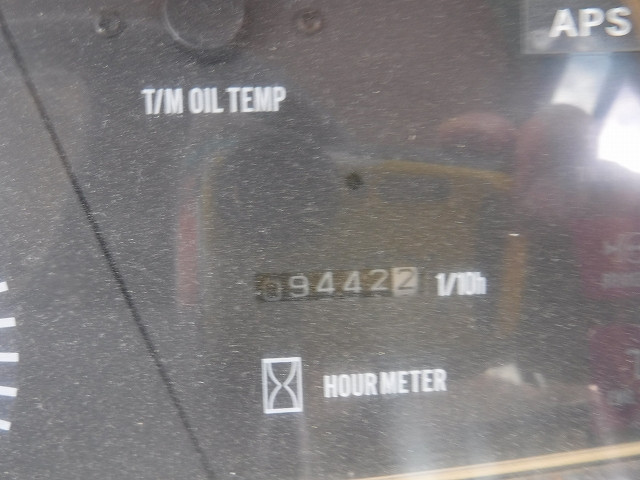 APS
T/M OIL TEMP
094422 1/10h
HOUR METER